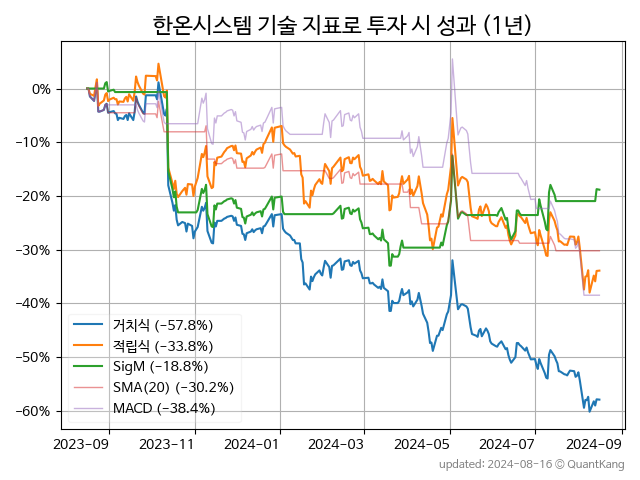 한온시스템 기술 지표로 투자 시 성과 (1년)
0%
−10%
−20%
−30%
−40%
−50%
−60%
거치식 (−57.8%)
적립식 (−33.8%)
SigM (−18.8%)
SMA(20) (−30.2%)
MACD (−38.4%)
2023-09
2023-11
2024-01
2024-03
2024-05
2024-07
2024-09
updated: 2024-08-16 © QuantKang